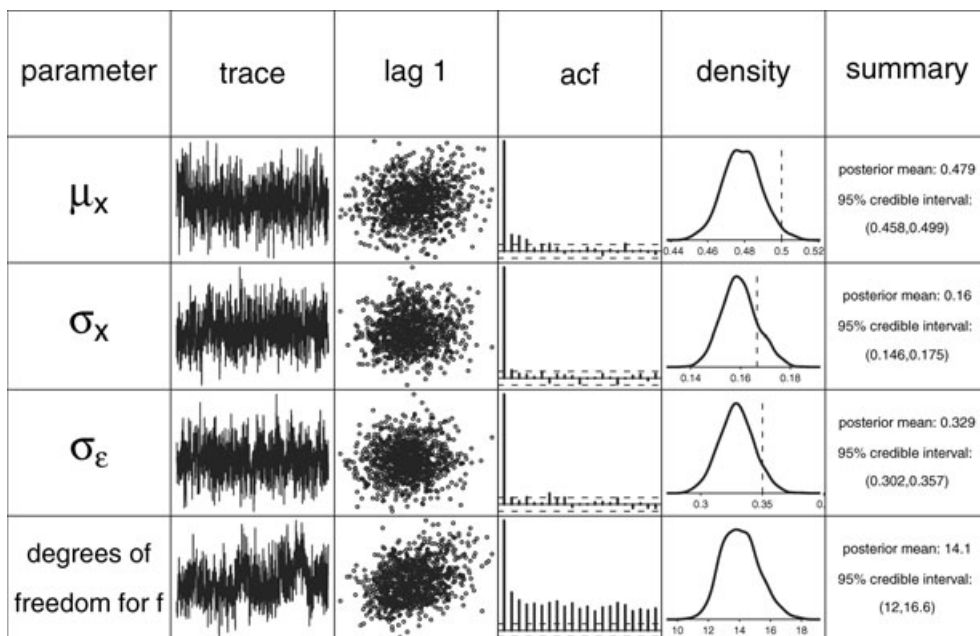 parameter trace lag 1 acf density summary
μx
0.44 0.46 0.48 0.5 0.52
posterior mean: 0.479
95% credible interval:
(0.458,0.499)
σx
0.14 0.16 0.18
posterior mean: 0.16
95% credible interval:
(0.146,0.175)
σε
0.3 0.35 0.
posterior mean: 0.329
95% credible interval:
(0.302,0.357)
degrees of
freedom for f
10 12 14 16 18
posterior mean: 14.1
95% credible interval:
(12,16.6)